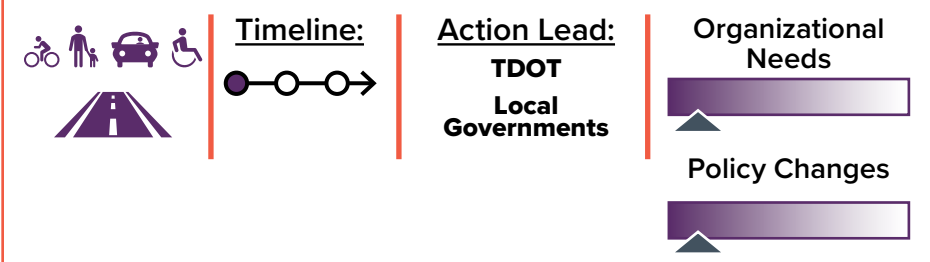 Timeline:
Action Lead:
TDOT
Local
Governments
Organizational
Needs
Policy Changes